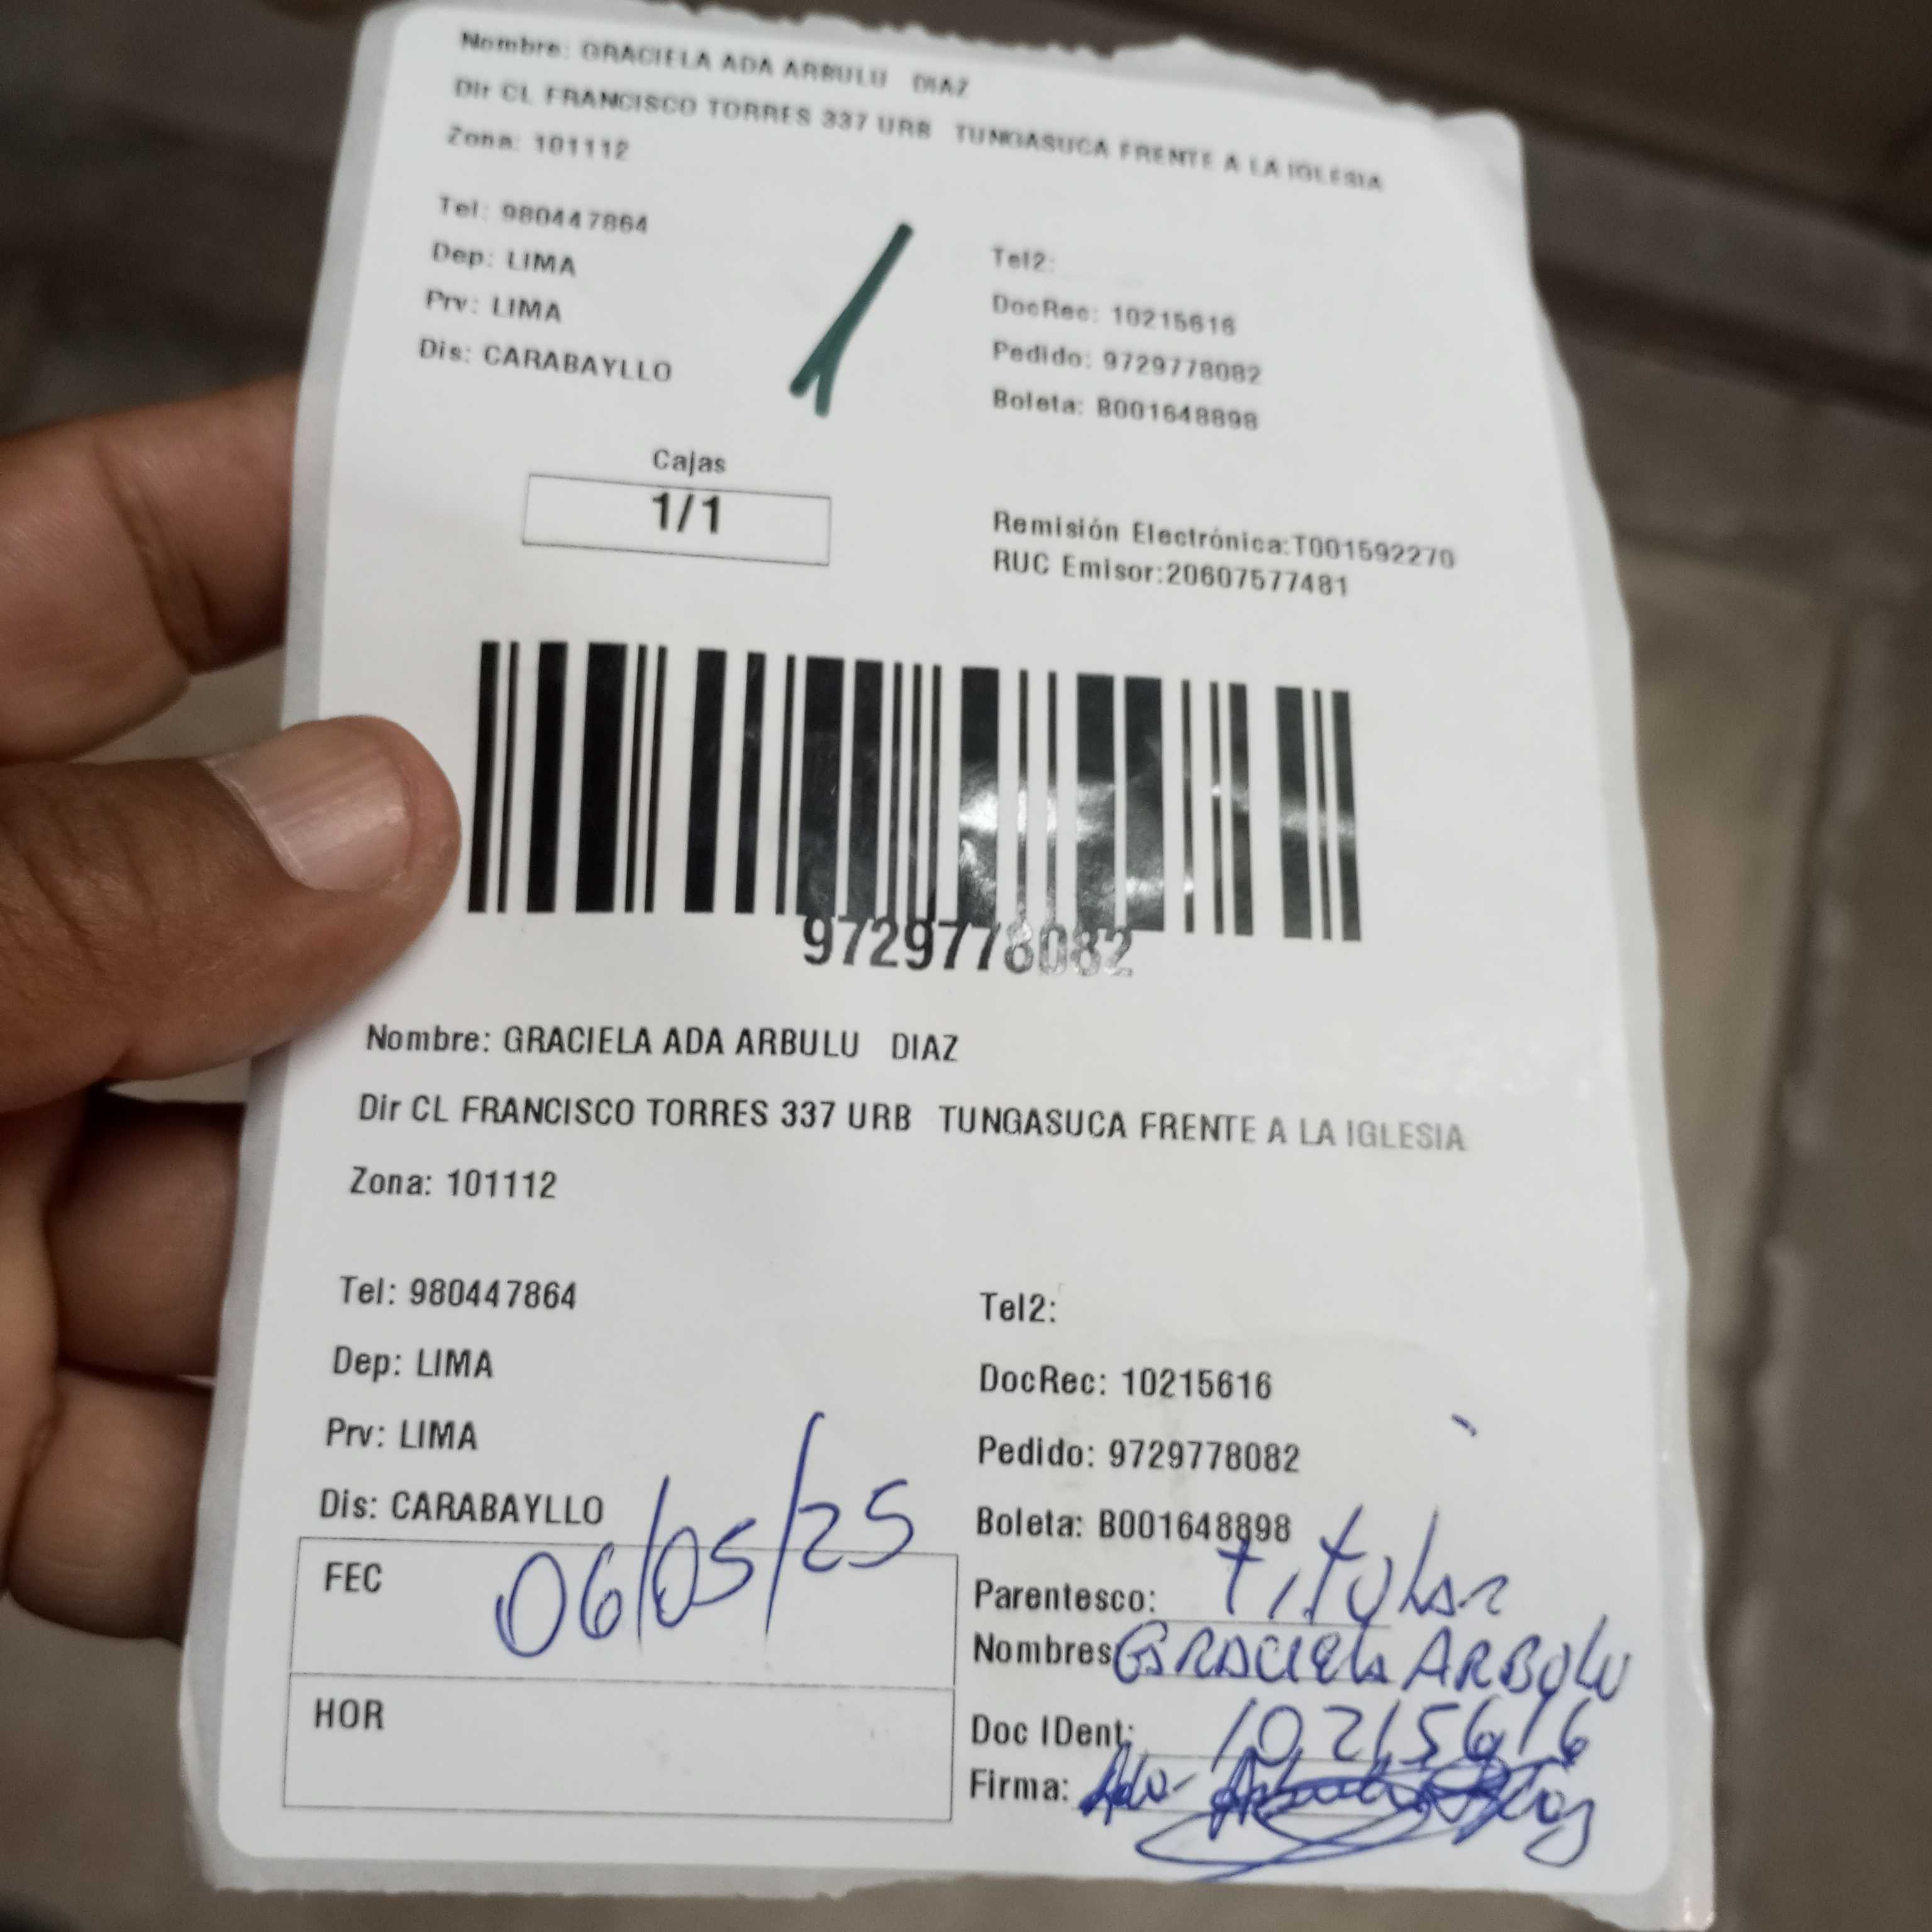 Nombre: GRACIELA ADA ARBULU DIAZ
Dir CL FRANCISCO TORRES 337 URB TUNGASUCA FRENTE A LA IGLESIA
Zona: 101112
Tel: 980447864
Tel2:
Dep: LIMA
DocRec: 10215616
Prv: LIMA
Pedido: 9729778082
Dis: CARABAYLLO
Boleta: B001648898
1
Cajas
1/1
Remisión Electrónica:T001592270
RUC Emisor:20607577481
9729778082
Nombre: GRACIELA ADA ARBULU DIAZ
Dir CL FRANCISCO TORRES 337 URB TUNGASUCA FRENTE A LA IGLESIA
Zona: 101112
Tel: 980447864
Tel2:
Dep: LIMA
DocRec: 10215616
Prv: LIMA
Pedido: 9729778082
Dis: CARABAYLLO
Boleta: B001648898
FEC 06/05/25
Parentesco: titular
Nombres GRACIELA ARBULU
HOR
Doc IDent: 10215616
Firma: